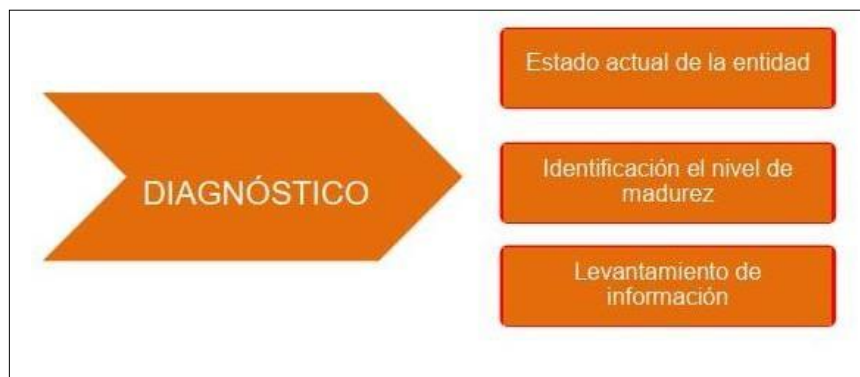 DIAGNÓSTICO
Estado actual de la entidad
Identificación el nivel de
madurez
Levantamiento de
información